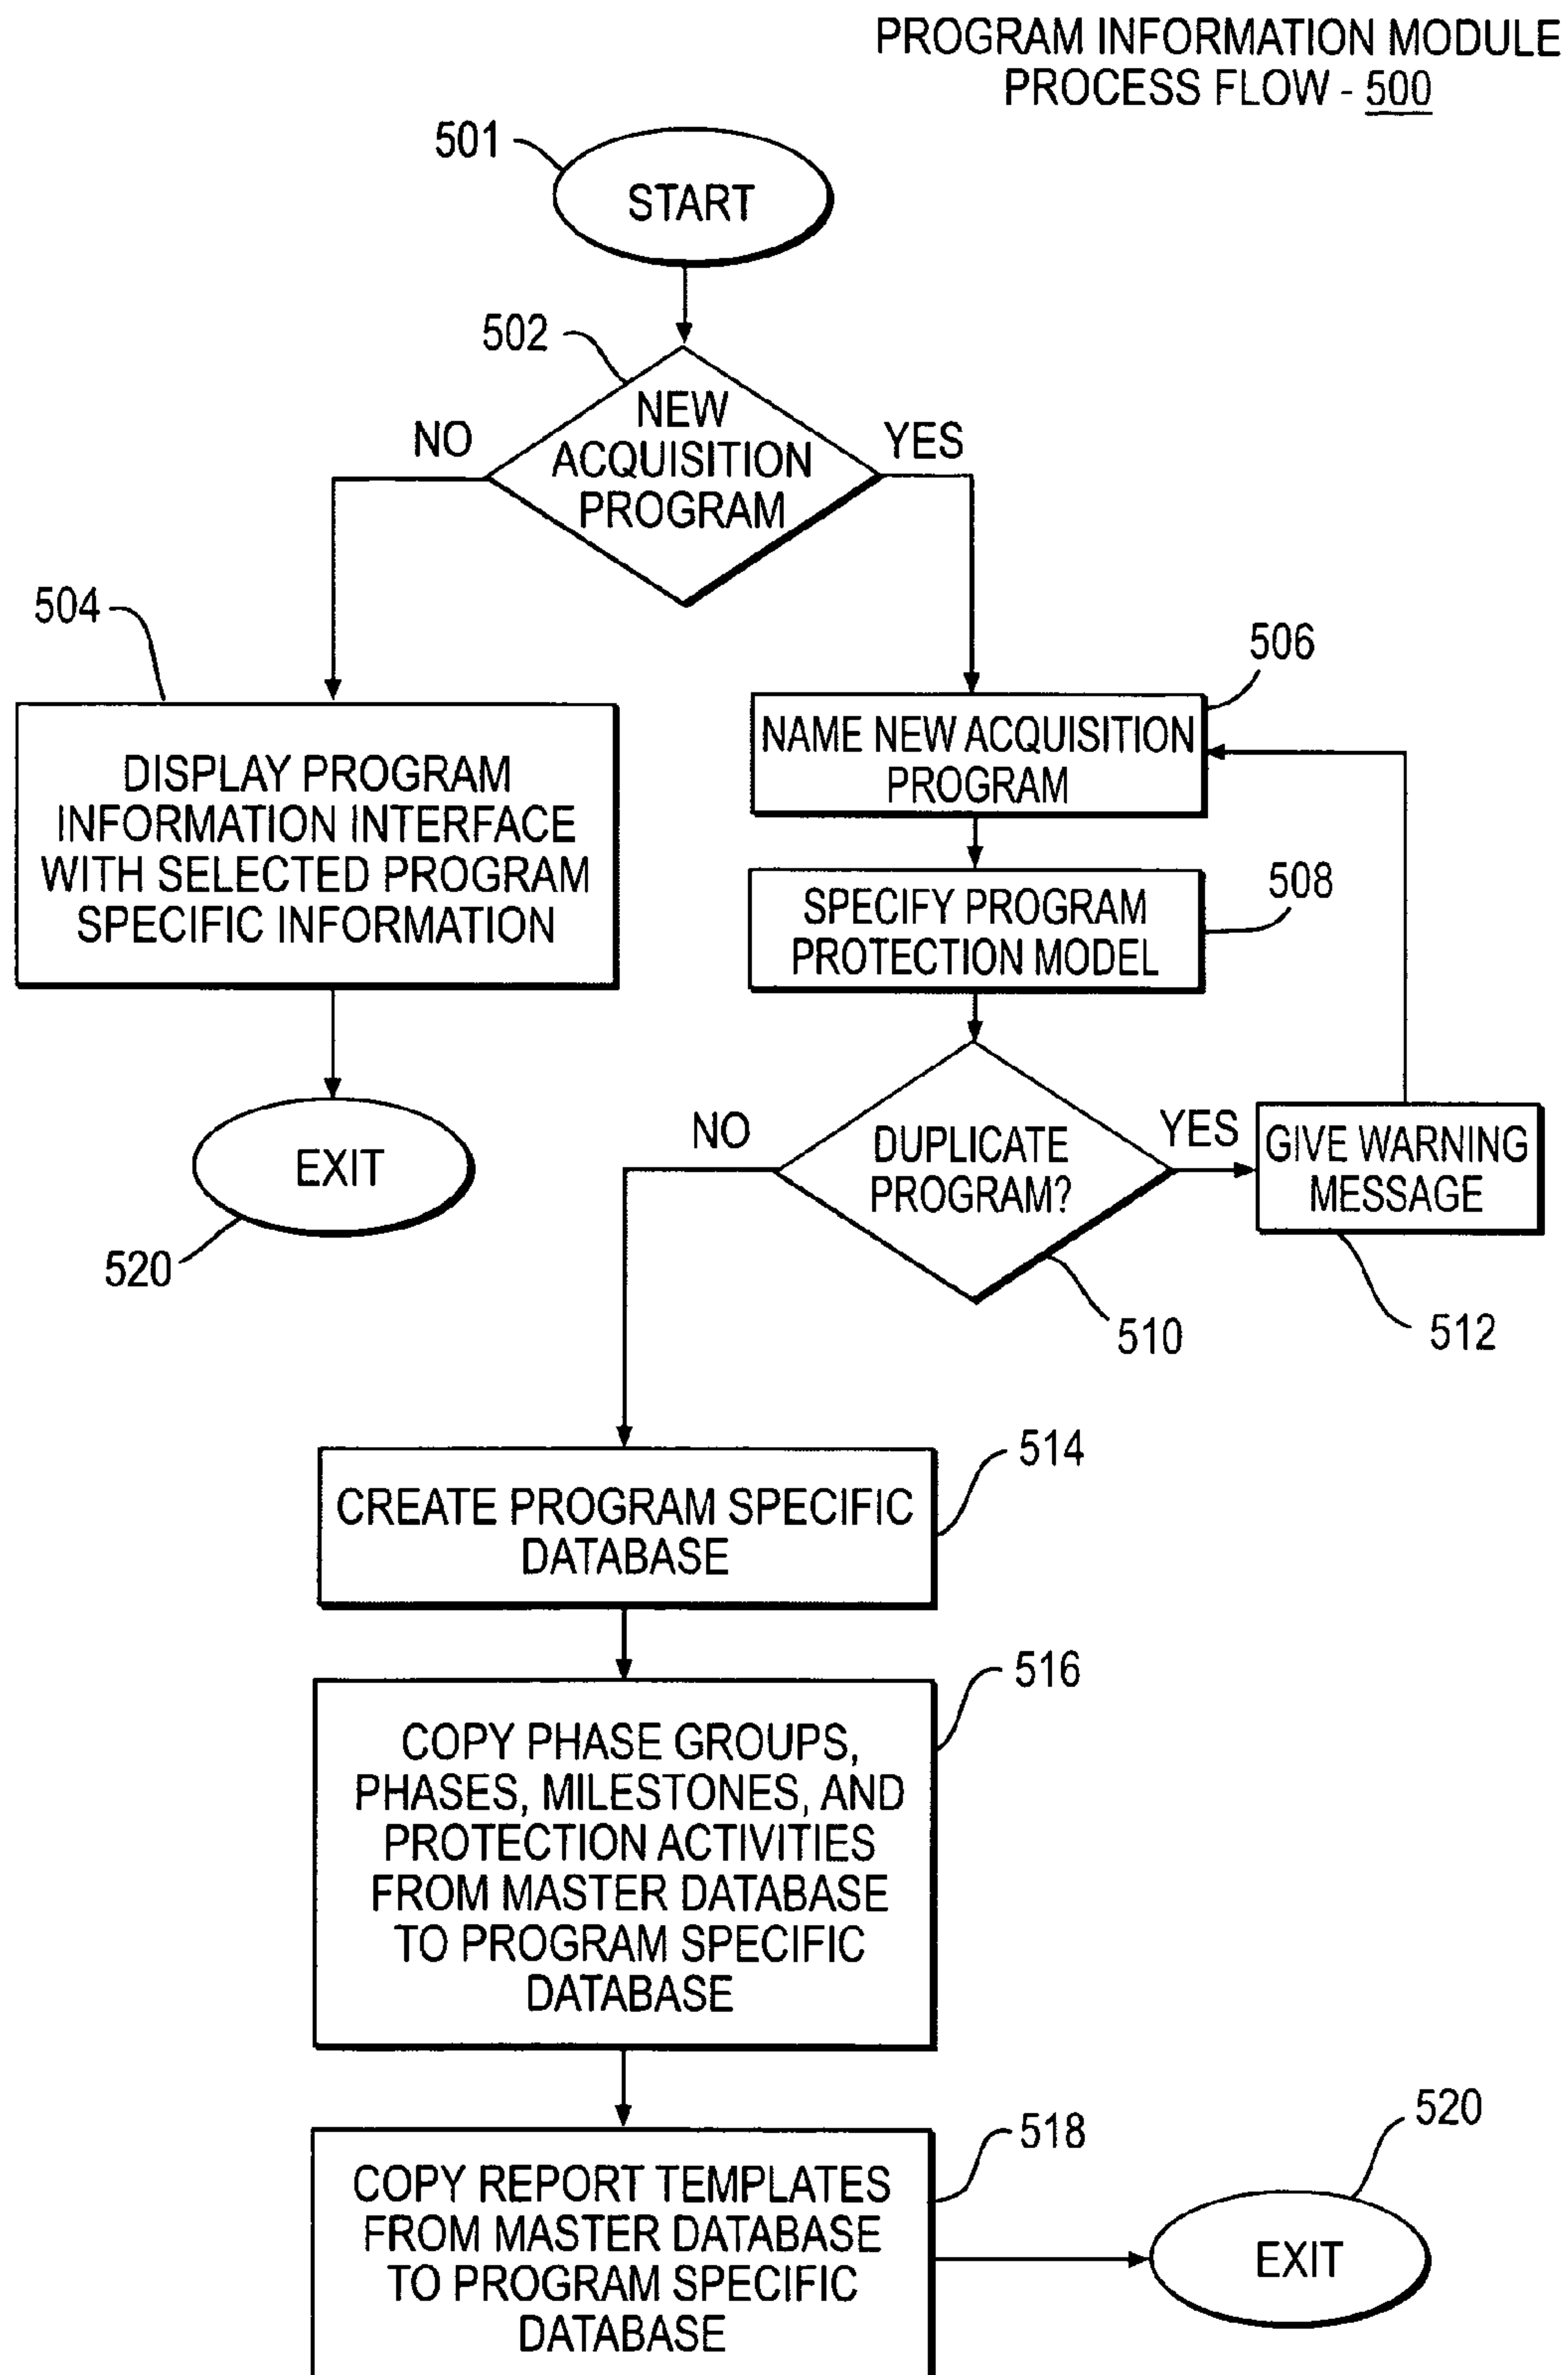 PROGRAM INFORMATION MODULE
PROCESS FLOW - 500
501
START
502
NEW
ACQUISITION
PROGRAM
NO
YES
504
506
DISPLAY PROGRAM
INFORMATION INTERFACE
WITH SELECTED PROGRAM
SPECIFIC INFORMATION
NAME NEW ACQUISITION
PROGRAM
508
SPECIFY PROGRAM
PROTECTION MODEL
EXIT
520
NO
DUPLICATE
PROGRAM?
YES
GIVE WARNING
MESSAGE
510
512
514
CREATE PROGRAM SPECIFIC
DATABASE
516
COPY PHASE GROUPS,
PHASES, MILESTONES, AND
PROTECTION ACTIVITIES
FROM MASTER DATABASE
TO PROGRAM SPECIFIC
DATABASE
518
COPY REPORT TEMPLATES
FROM MASTER DATABASE
TO PROGRAM SPECIFIC
DATABASE
520
EXIT